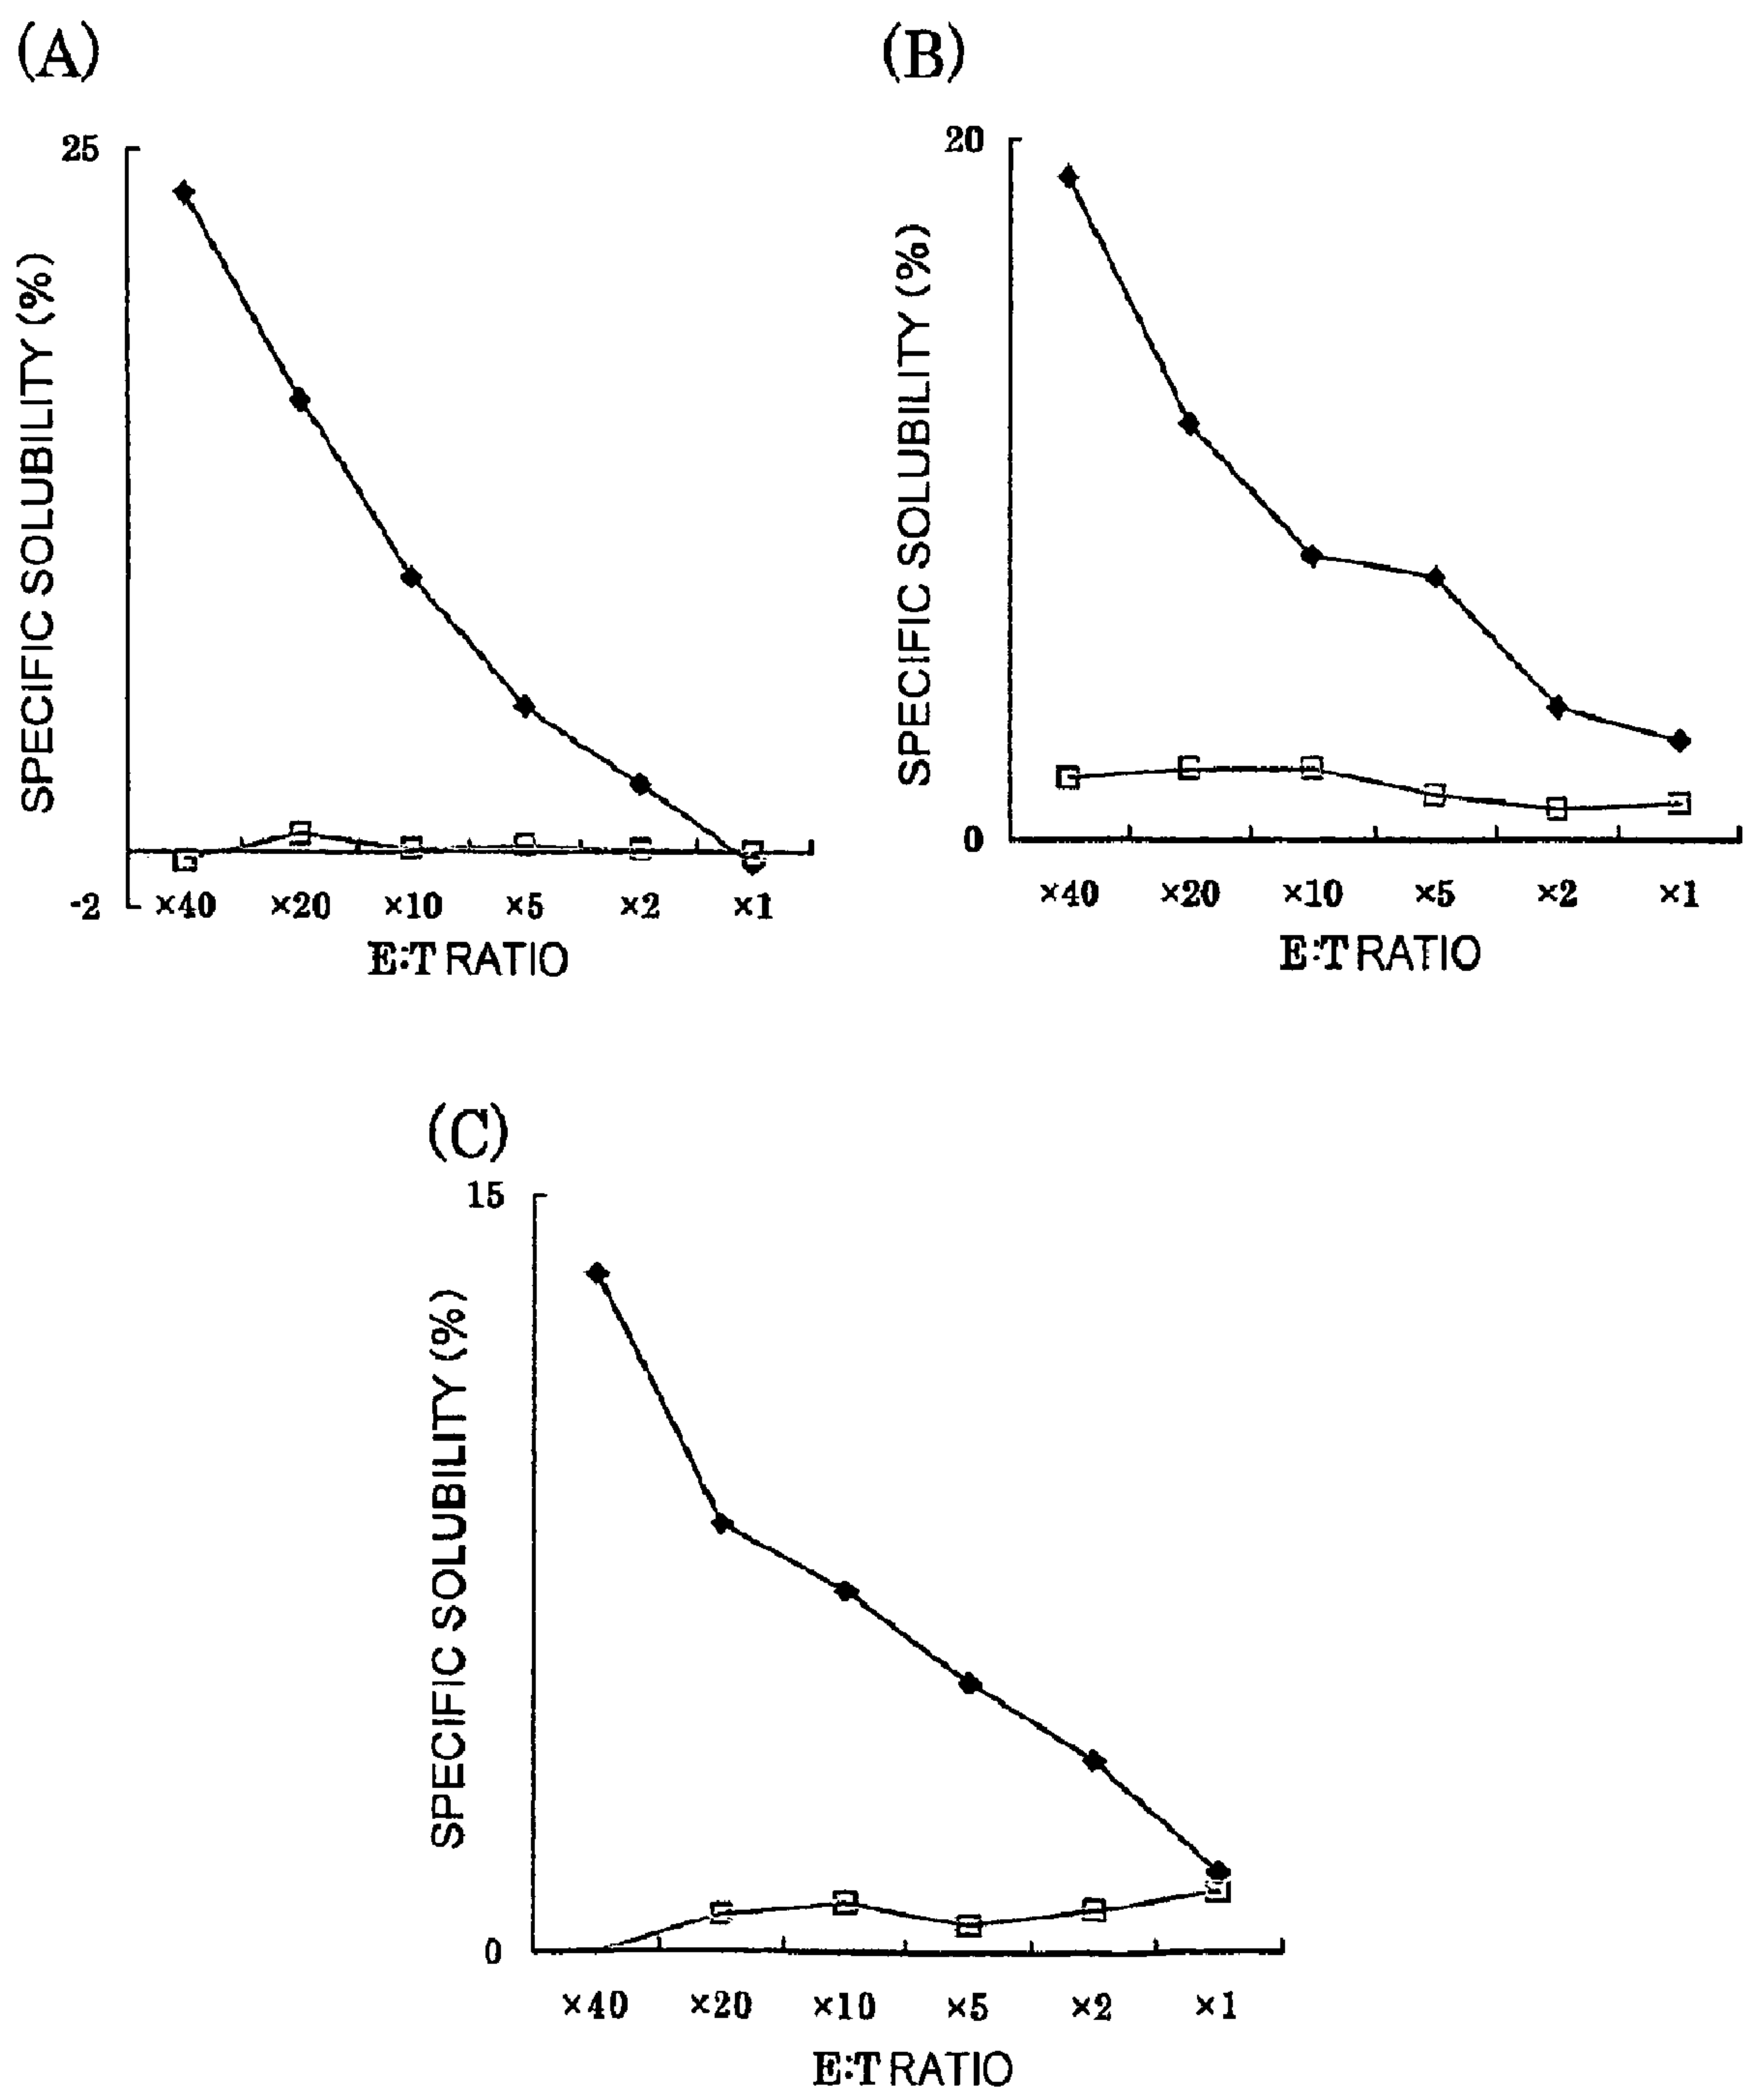 (A)
25
SPECIFIC SOLUBILITY (%)
-2
×40 ×20 ×10 ×5 ×2 ×1
E:T RATIO
(B)
20
SPECIFIC SOLUBILITY (%)
0
×40 ×20 ×10 ×5 ×2 ×1
E:T RATIO
(C)
15
SPECIFIC SOLUBILITY (%)
0
×40 ×20 ×10 ×5 ×2 ×1
E:T RATIO